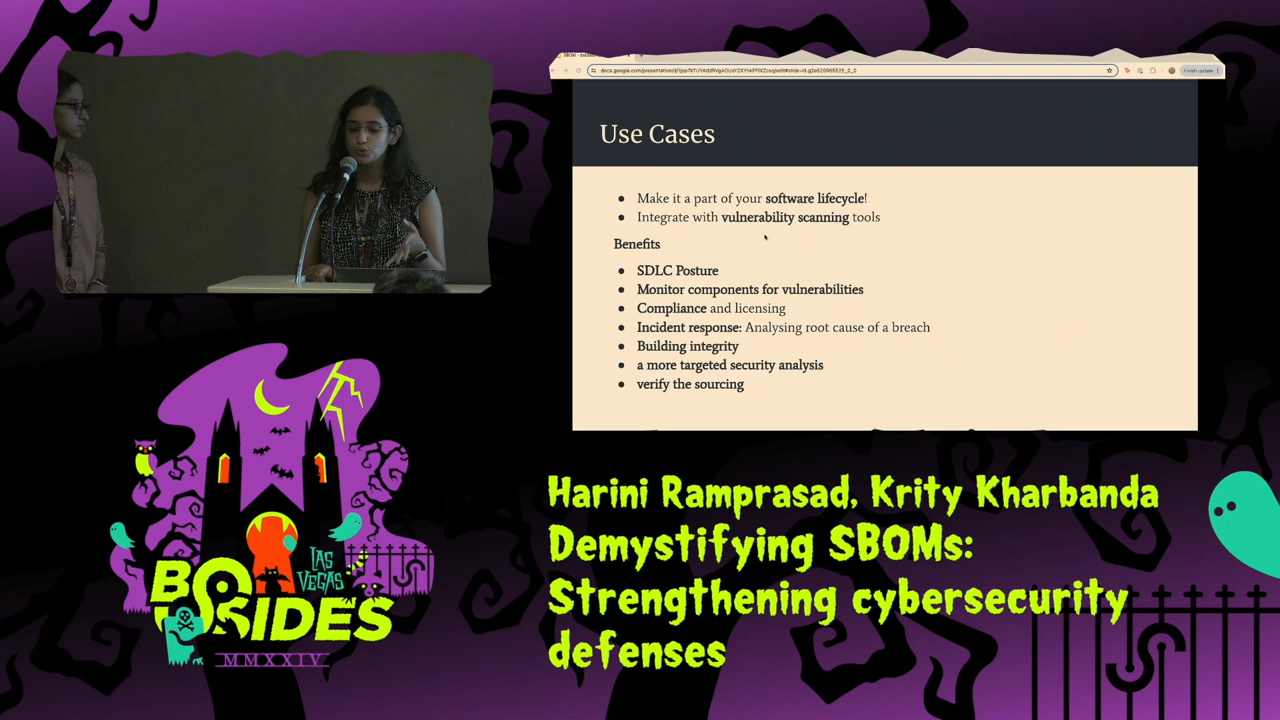 Use Cases
Make it a part of your software lifecycle!
Integrate with vulnerability scanning tools
Benefits
SDLC Posture
Monitor components for vulnerabilities
Compliance and licensing
Incident response: Analysing root cause of a breach
Building integrity
a more targeted security analysis
verify the sourcing
Finish update
BSIDES
LAS
VEGAS
MMXXIV
Harini Ramprasad, Krity Kharbanda
Demystifying SBOMs:
Strengthening cybersecurity
defenses